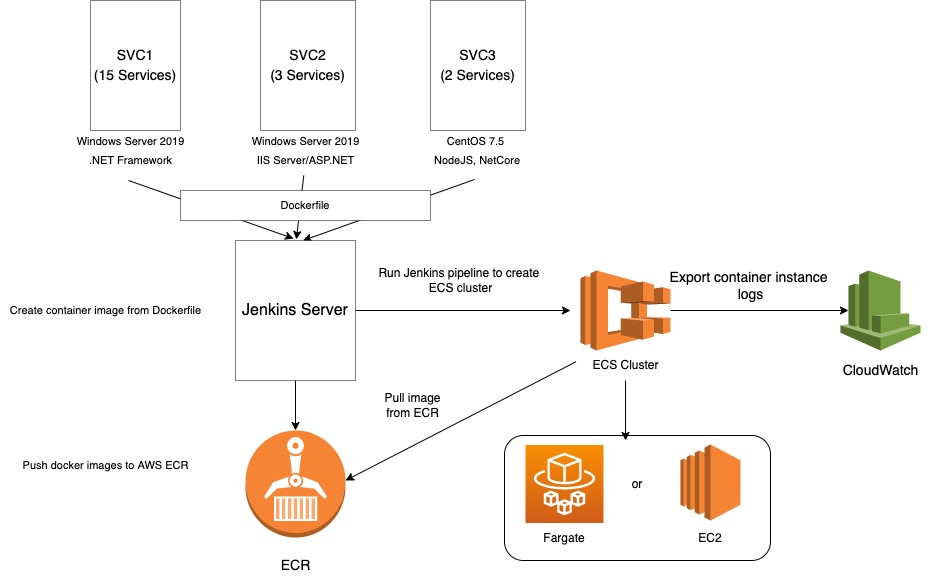 SVC1
(15 Services)
SVC2
(3 Services)
SVC3
(2 Services)
Windows Server 2019
.NET Framework
Windows Server 2019
IIS Server/ASP.NET
CentOS 7.5
NodeJS, NetCore
Dockerfile
Create container image from Dockerfile
Jenkins Server
Run Jenkins pipeline to create
ECS cluster
ECS Cluster
Export container instance
logs
CloudWatch
Pull image
from ECR
Push docker images to AWS ECR
ECR
Fargate
or
EC2